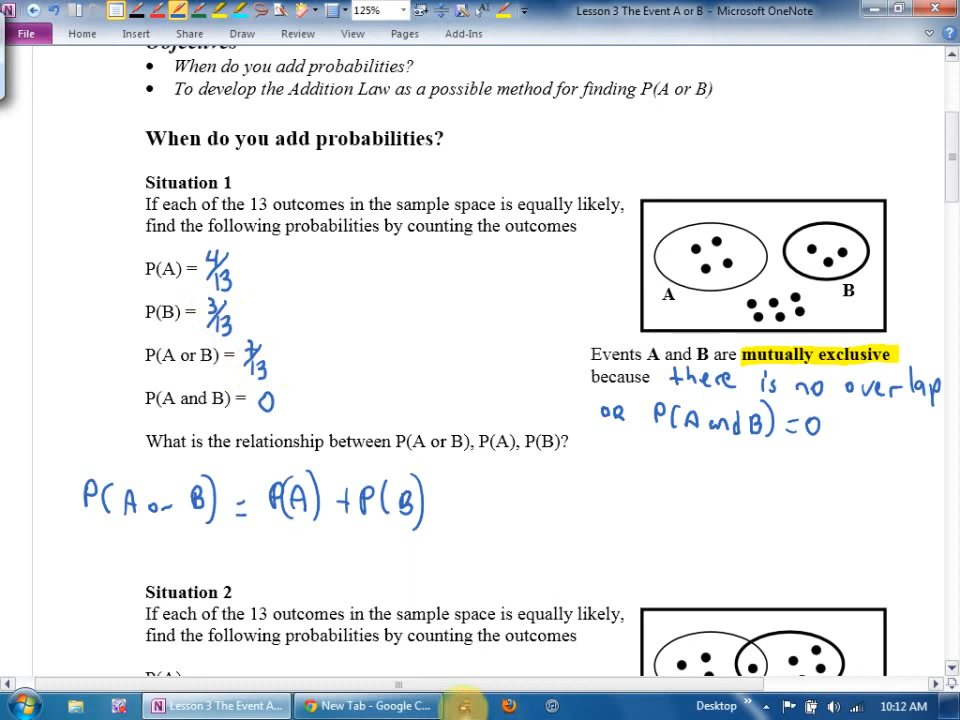 125%
Lesson 3 The Event A or B - Microsoft OneNote
File Home Insert Share Draw Review View Pages Add-Ins
Objectives
• When do you add probabilities?
• To develop the Addition Law as a possible method for finding P(A or B)
When do you add probabilities?
Situation 1
If each of the 13 outcomes in the sample space is equally likely,
find the following probabilities by counting the outcomes
P(A) = 4/13
P(B) = 3/13
P(A or B) = 7/13
P(A and B) = 0
A
B
Events A and B are mutually exclusive
because there is no overlap
or P(A and B) = 0
What is the relationship between P(A or B), P(A), P(B)?
P(A or B) = P(A) + P(B)
Situation 2
If each of the 13 outcomes in the sample space is equally likely,
find the following probabilities by counting the outcomes
P(A)
Lesson 3 The Event A...
New Tab - Google C...
Desktop
10:12 AM